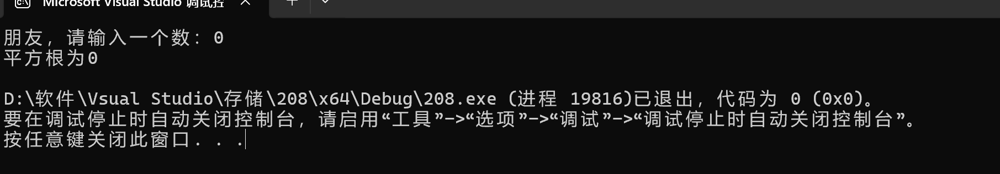 Microsoft Visual Studio 调试控
朋友，请输入一个数：0
平方根为0
D:\软件\Vsual Studio\存储\208\x64\Debug\208.exe (进程 19816)已退出，代码为 0 (0x0)。
要在调试停止时自动关闭控制台，请启用“工具”->“选项”->“调试”->“调试停止时自动关闭控制台”。
按任意键关闭此窗口. . .